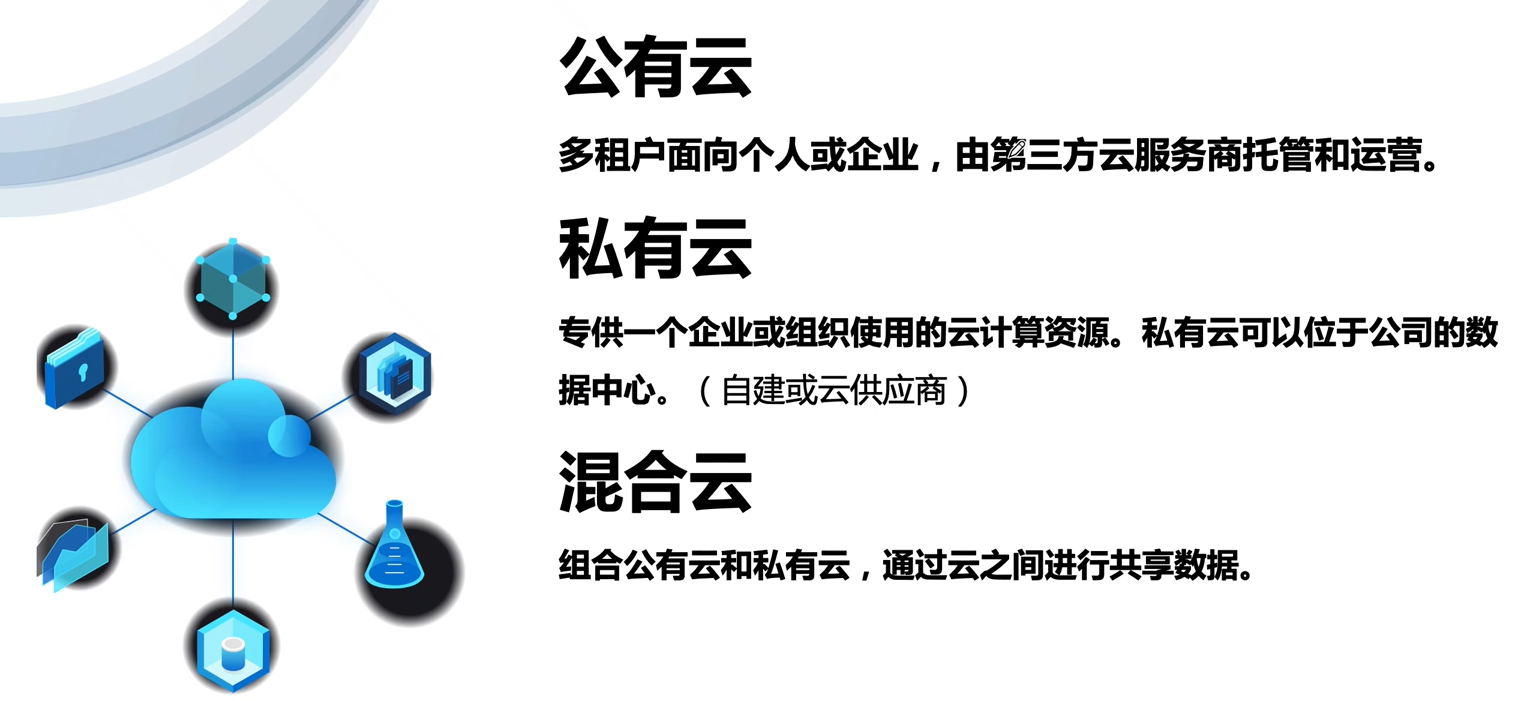 公有云
多租户面向个人或企业，由第三方云服务商托管和运营。
私有云
专供一个企业或组织使用的云计算资源。私有云可以位于公司的数
据中心。（自建或云供应商）
混合云
组合公有云和私有云，通过云之间进行共享数据。